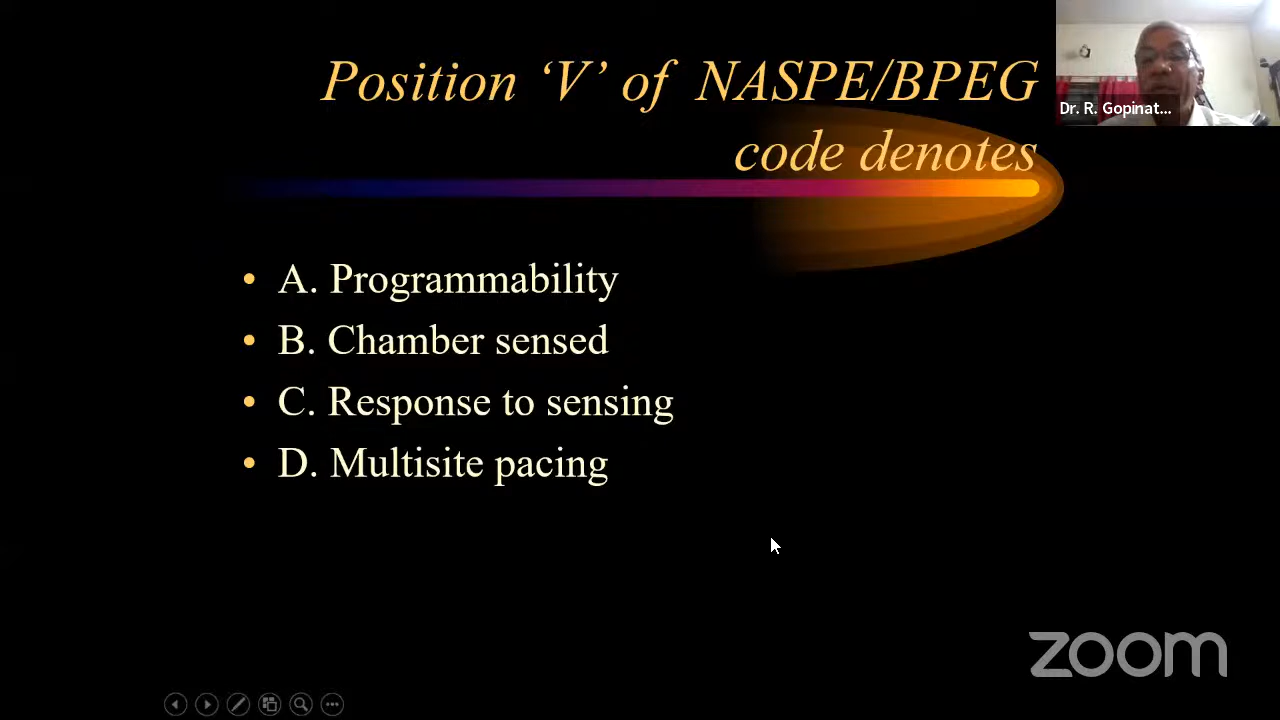 Position ‘V’ of NASPE/BPEG
code denotes
Dr. R. Gopinat...
• A. Programmability
• B. Chamber sensed
• C. Response to sensing
• D. Multisite pacing
zoom